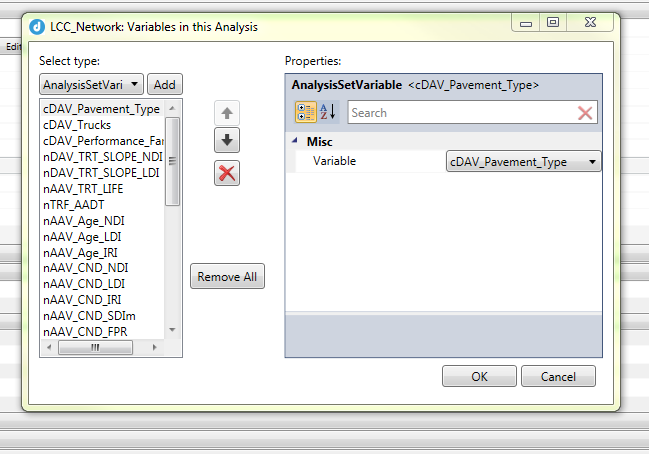 LCC_Network: Variables in this Analysis
Edit
Select type:
AnalysisSetVari
Add
cDAV_Pavement_Type
cDAV_Trucks
cDAV_Performance_Far
nDAV_TRT_SLOPE_NDI
nDAV_TRT_SLOPE_LDI
nAAV_TRT_LIFE
nTRF_AADT
nAAV_Age_NDI
nAAV_Age_LDI
nAAV_Age_IRI
nAAV_CND_NDI
nAAV_CND_LDI
nAAV_CND_IRI
nAAV_CND_SDIm
nAAV_CND_FPR
Remove All
Properties:
AnalysisSetVariable <cDAV_Pavement_Type>
A
Z
Search
Misc
Variable
cDAV_Pavement_Type
OK
Cancel